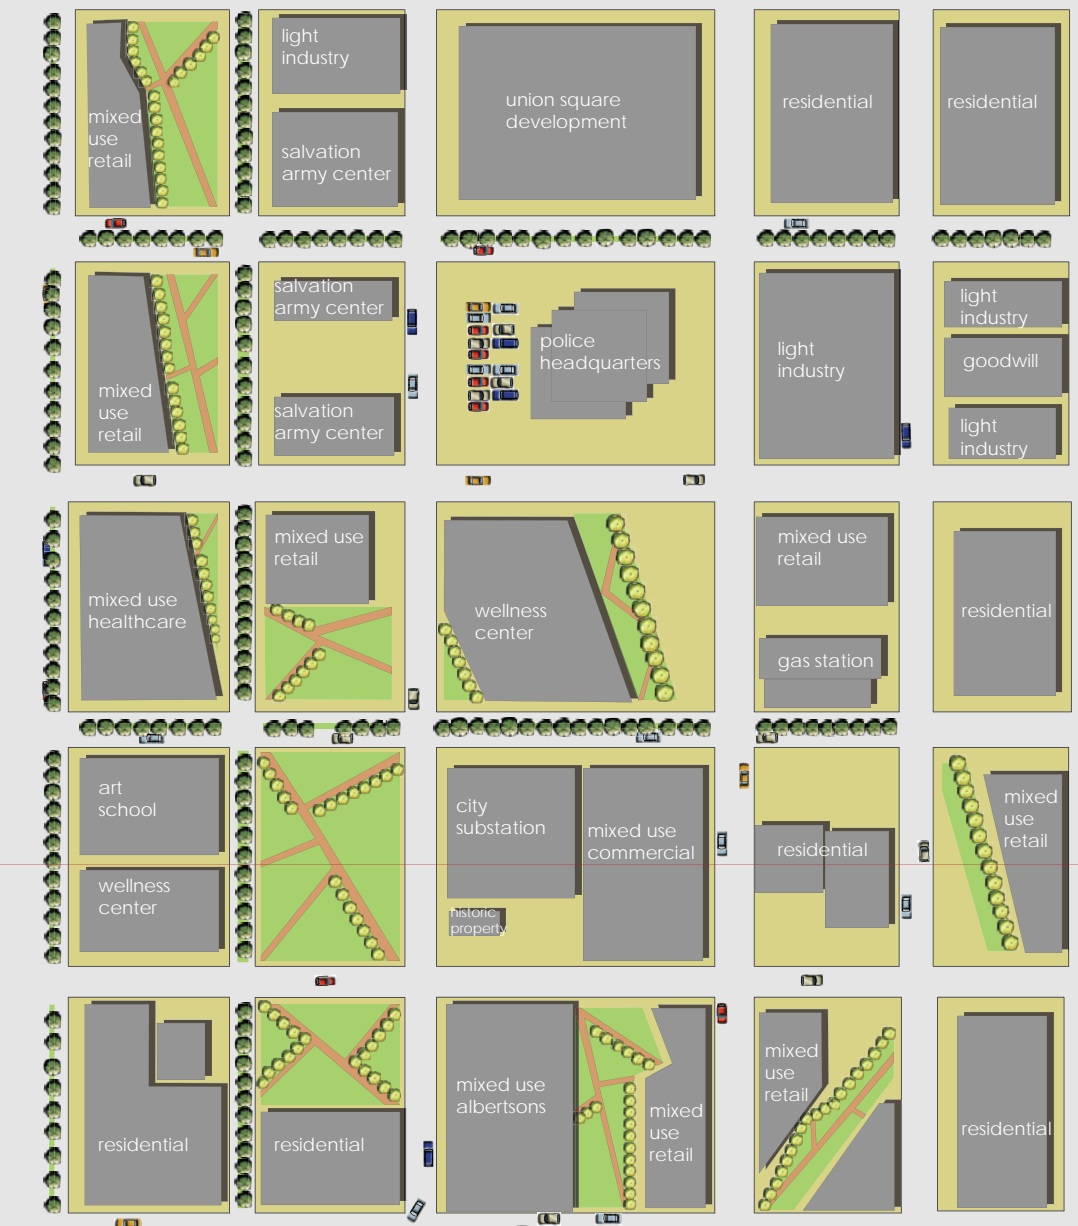 mixed
use
retail
light
industry
salvation
army center
union square
development
residential
residential
mixed
use
retail
salvation
army center
salvation
army center
police
headquarters
light
industry
light
industry
goodwill
light
industry
mixed use
healthcare
mixed use
retail
wellness
center
mixed use
retail
gas station
residential
art
school
wellness
center
city
substation
historic
property
mixed use
commercial
residential
mixed
use
retail
residential
residential
mixed use
albertsons
mixed
use
retail
mixed
use
retail
residential